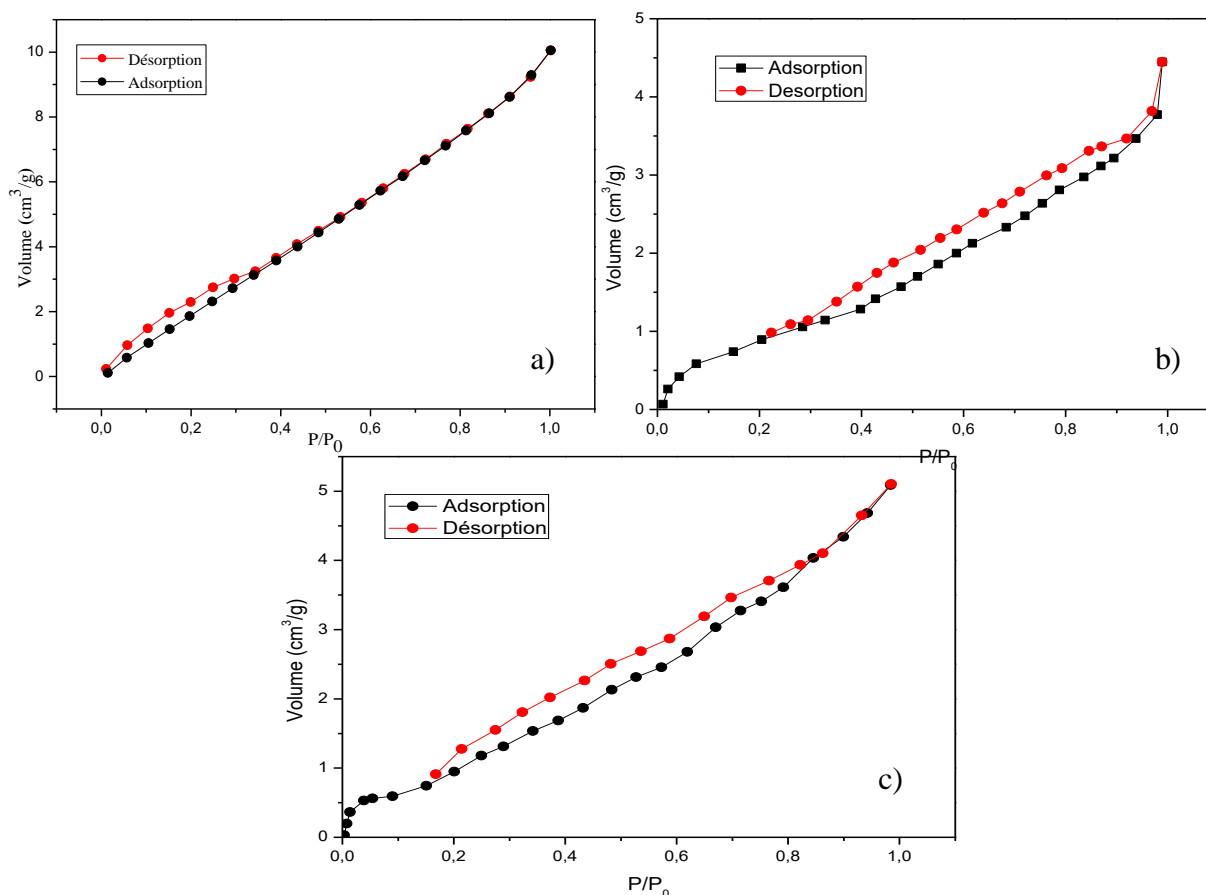 10
8
6
4
2
0
Volume (cm³/g)
Désorption
Adsorption
a)
0,0 0,2 0,4 0,6 0,8 1,0
P/P₀
5
4
3
2
1
0
Volume (cm³/g)
Adsorption
Desorption
b)
0,0 0,2 0,4 0,6 0,8 1,0
P/P₀
5
4
3
2
1
0
Volume (cm³/g)
Adsorption
Désorption
c)
0,0 0,2 0,4 0,6 0,8 1,0
P/P₀